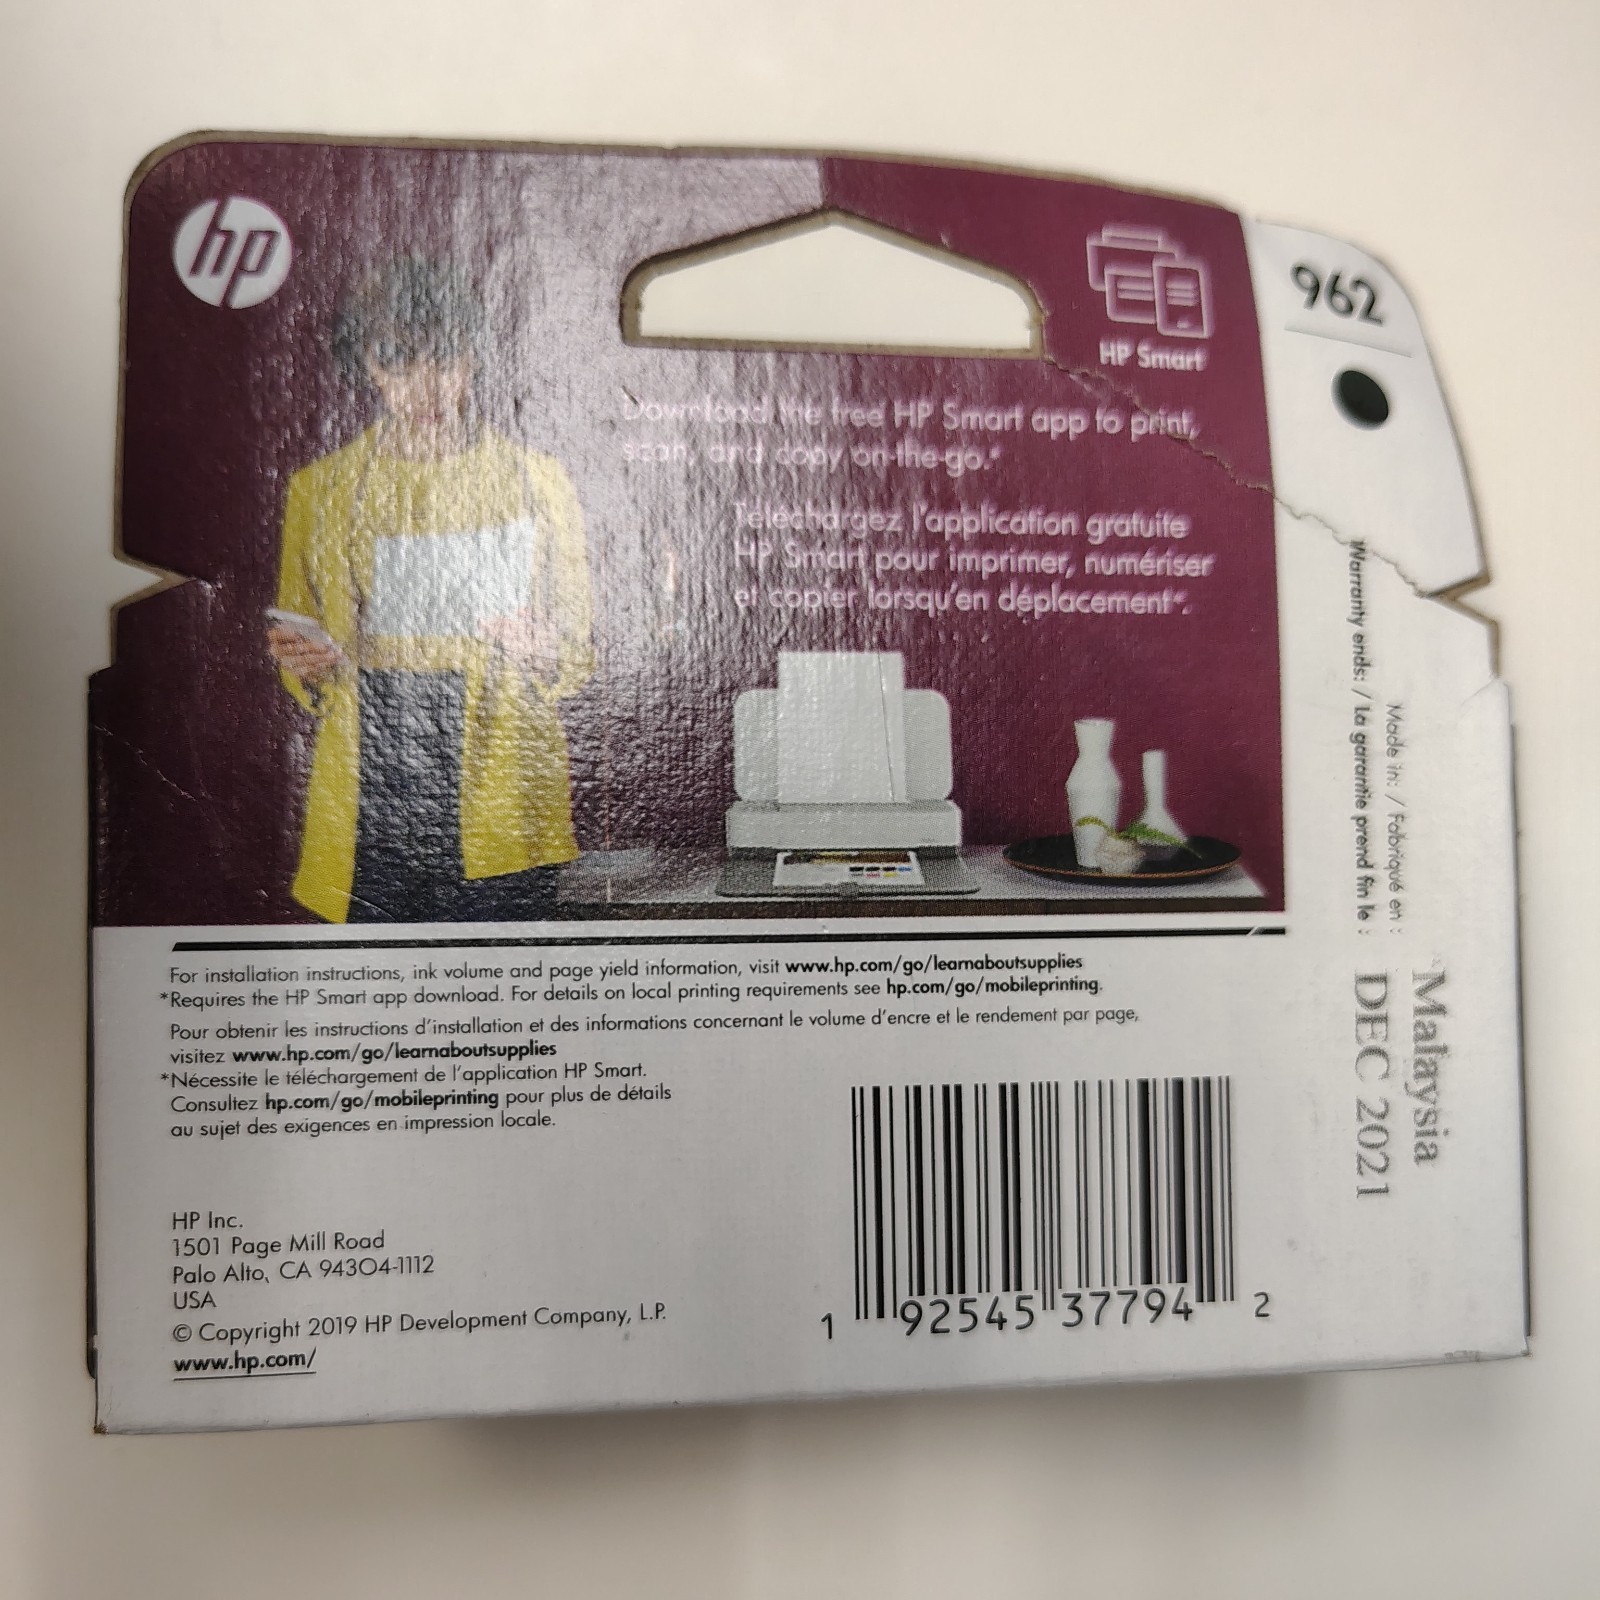 hp
962
HP Smart
Download the free HP Smart app to print,
scan, and copy on-the-go.*
Téléchargez l'application gratuite
HP Smart pour imprimer, numériser
et copier lorsqu'en déplacement*.
Made in: / Fabriqué en : Malaysia
Warranty ends: / La garantie prend fin le : DEC 2021
For installation instructions, ink volume and page yield information, visit www.hp.com/go/learnaboutsupplies
*Requires the HP Smart app download. For details on local printing requirements see hp.com/go/mobileprinting.
Pour obtenir les instructions d'installation et des informations concernant le volume d'encre et le rendement par page,
visitez www.hp.com/go/learnaboutsupplies
*Nécessite le téléchargement de l'application HP Smart.
Consultez hp.com/go/mobileprinting pour plus de détails
au sujet des exigences en impression locale.
HP Inc.
1501 Page Mill Road
Palo Alto, CA 94304-1112
USA
© Copyright 2019 HP Development Company, L.P.
www.hp.com/
1 92545 37794 2